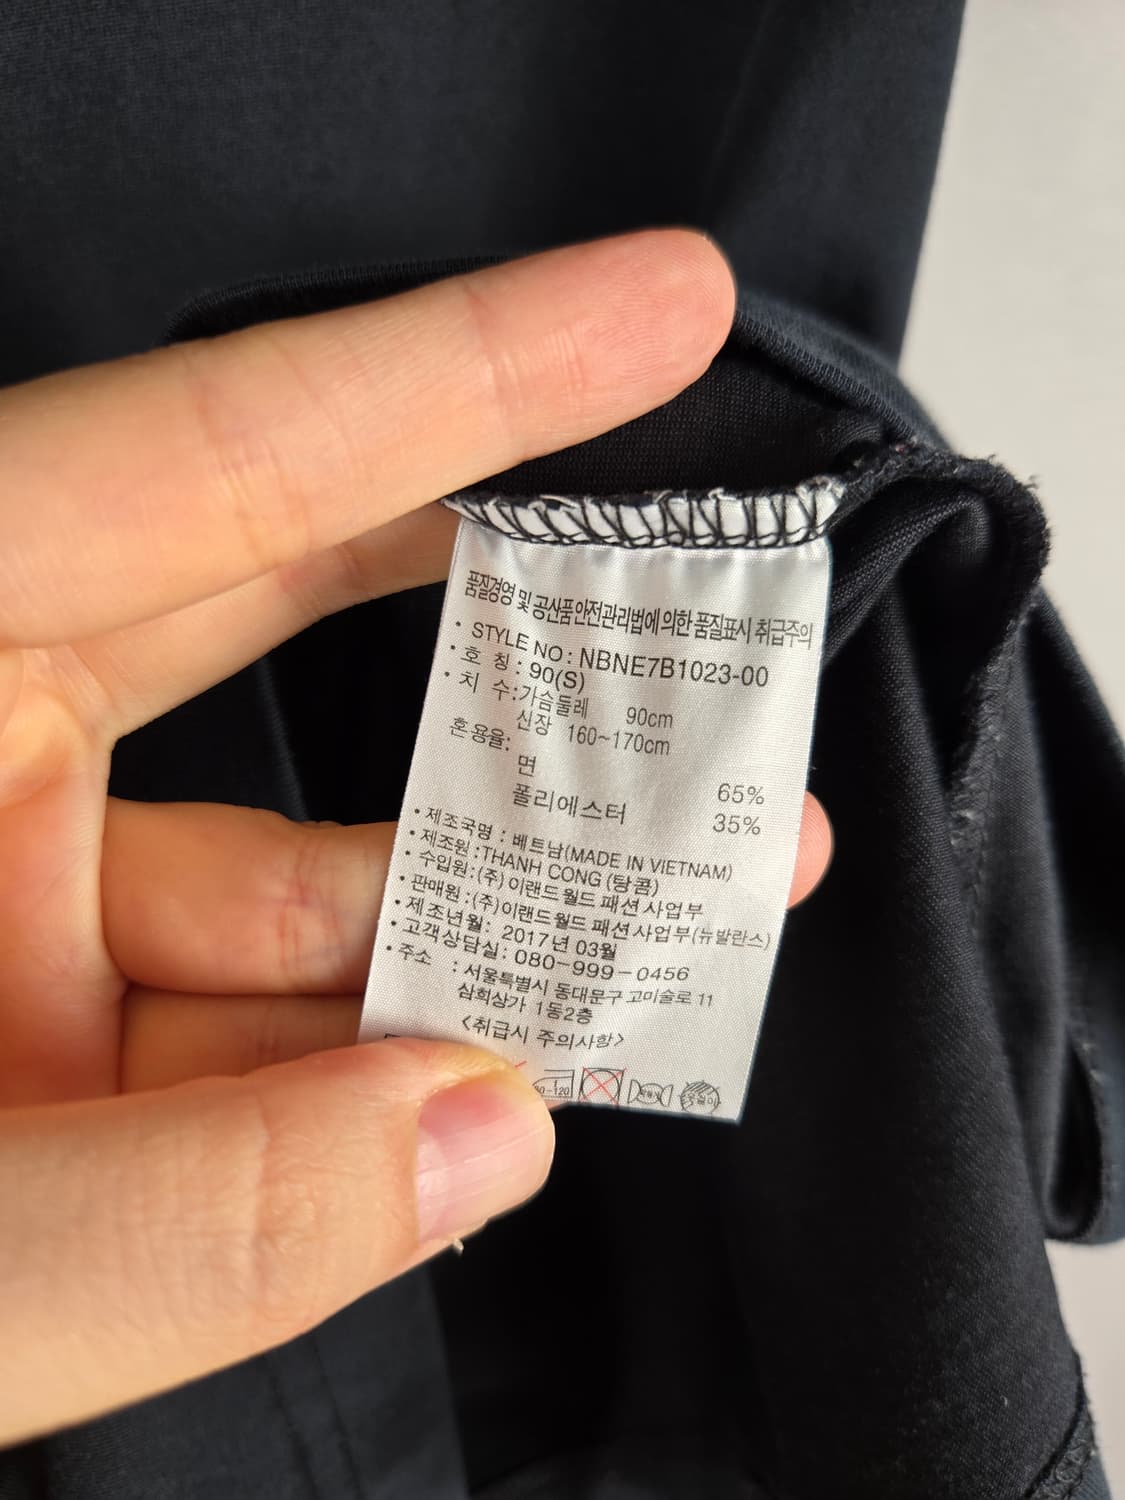 품질경영 및 공산품안전관리법에 의한 품질표시 취급주의
• STYLE NO : NBNE7B1023-00
• 호 칭 : 90(S)
• 치 수 : 가슴둘레 90cm
신장 160~170cm
혼용율:
면 65%
폴리에스터 35%
• 제조국명 : 베트남(MADE IN VIETNAM)
• 제조원 : THANH CONG (탕콤)
• 수입원 : (주) 이랜드월드 패션사업부
• 판매원 : (주)이랜드월드 패션사업부(뉴발란스)
• 제조년월: 2017년 03월
• 고객상담실: 080-999-0456
• 주소 : 서울특별시 동대문구 고미술로 11
삼희상가 1동2층
<취급시 주의사항>